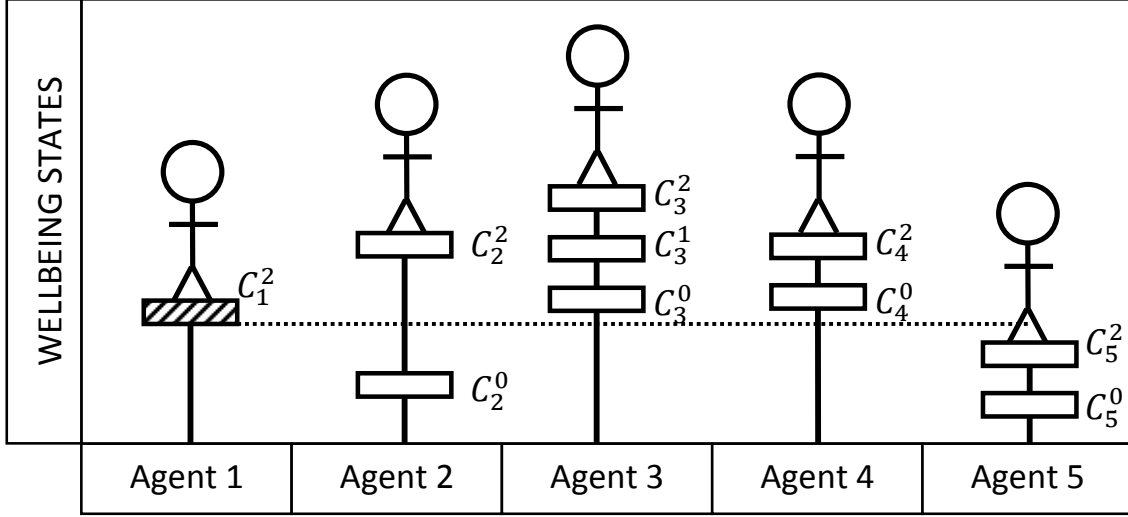 WELLBEING STATES
C_1^2
C_2^2
C_2^0
C_3^2
C_3^1
C_3^0
C_4^2
C_4^0
C_5^2
C_5^0
Agent 1
Agent 2
Agent 3
Agent 4
Agent 5